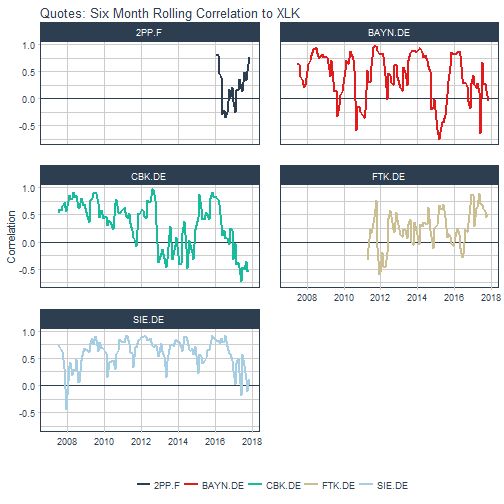 Quotes: Six Month Rolling Correlation to XLK
2PP.F
BAYN.DE
1.0
0.5
0.0
-0.5
CBK.DE
FTK.DE
1.0
0.5
0.0
-0.5
Correlation
2008 2010 2012 2014 2016 2018
SIE.DE
1.0
0.5
0.0
-0.5
2008 2010 2012 2014 2016 2018
2PP.F BAYN.DE CBK.DE FTK.DE SIE.DE